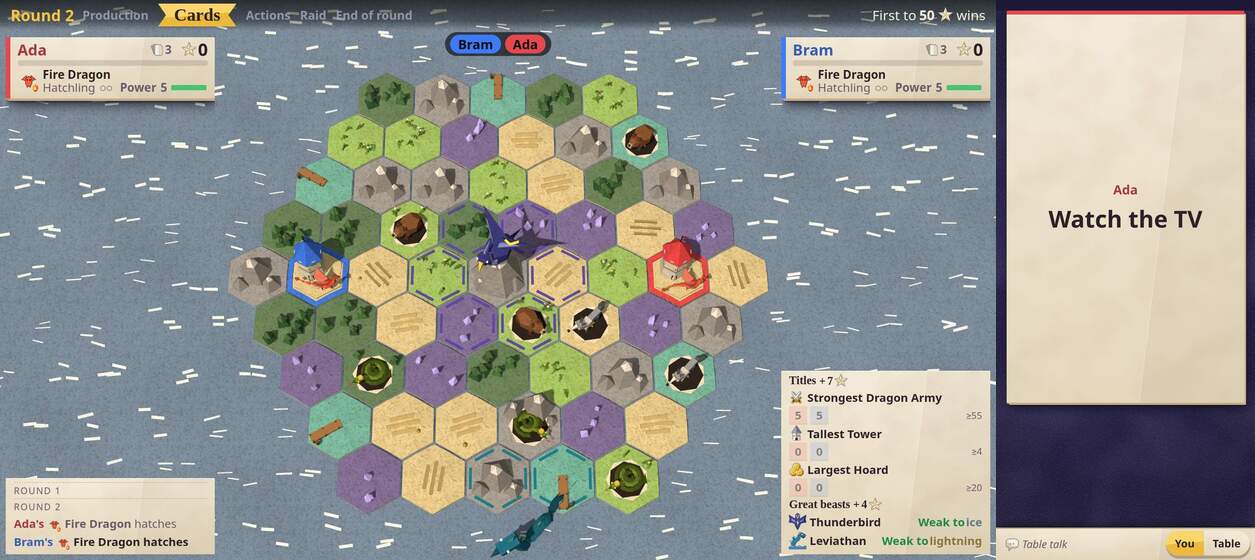 Round 2 Production Cards Actions Raid End of round
First to 50 wins
Bram Ada
Ada 3 0
Fire Dragon
Hatchling Power 5
Bram 3 0
Fire Dragon
Hatchling Power 5
Ada
Watch the TV
Titles +7
Strongest Dragon Army
5 5 ≥55
Tallest Tower
0 0 ≥4
Largest Hoard
0 0 ≥20
Great beasts +4
Thunderbird Weak to ice
Leviathan Weak to lightning
ROUND 1
ROUND 2
Ada's Fire Dragon hatches
Bram's Fire Dragon hatches
Table talk
You Table